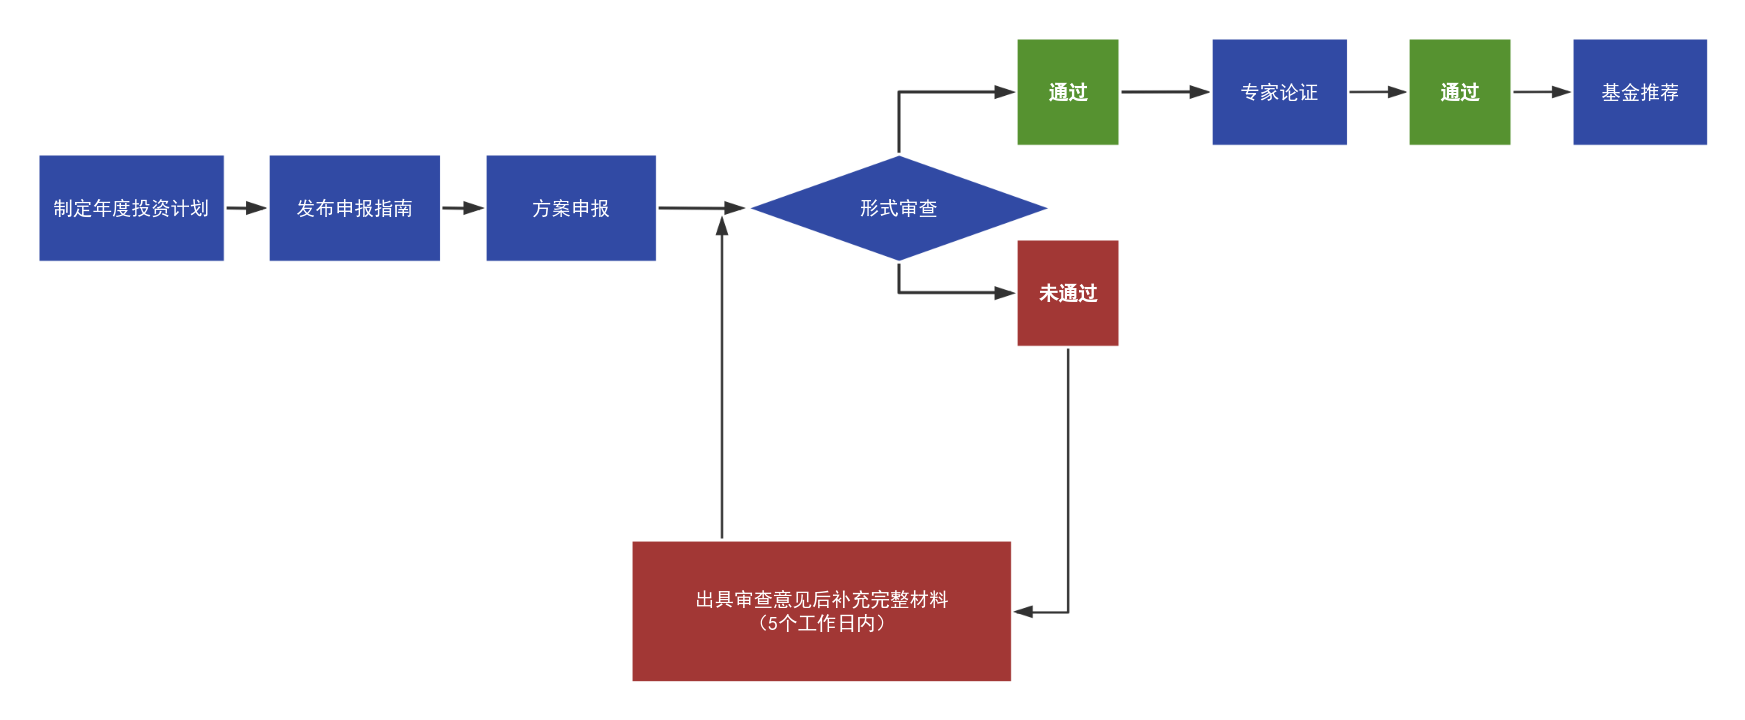 制定年度投资计划
发布申报指南
方案申报
形式审查
通过
专家论证
通过
基金推荐
未通过
出具审查意见后补充完整材料
（5个工作日内）